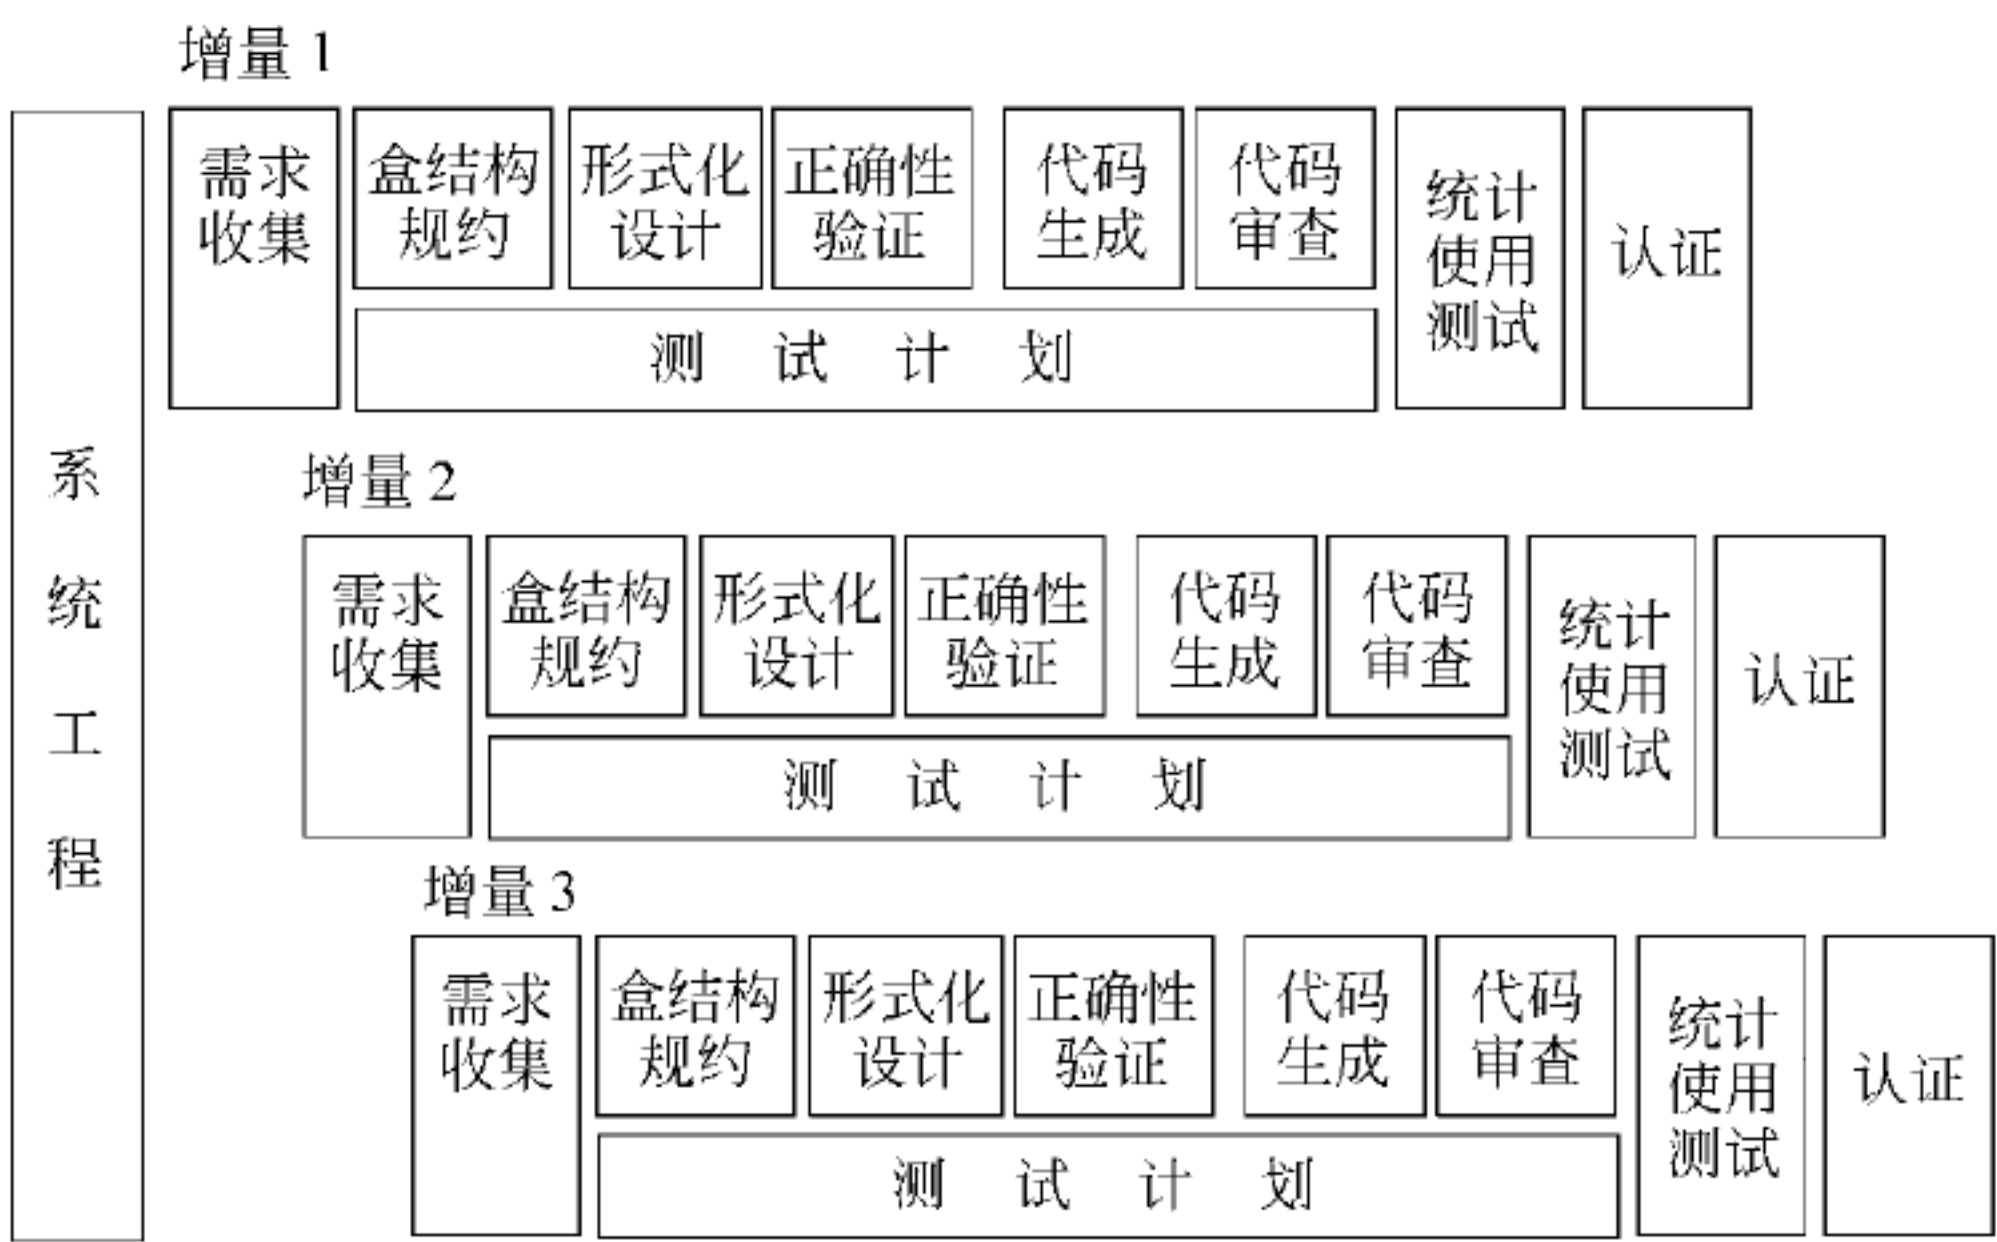 系
统
工
程
增量 1
需求
收集
盒结构
规约
形式化
设计
正确性
验证
代码
生成
代码
审查
测 试 计 划
统计
使用
测试
认证
增量 2
需求
收集
盒结构
规约
形式化
设计
正确性
验证
代码
生成
代码
审查
测 试 计 划
统计
使用
测试
认证
增量 3
需求
收集
盒结构
规约
形式化
设计
正确性
验证
代码
生成
代码
审查
测 试 计 划
统计
使用
测试
认证